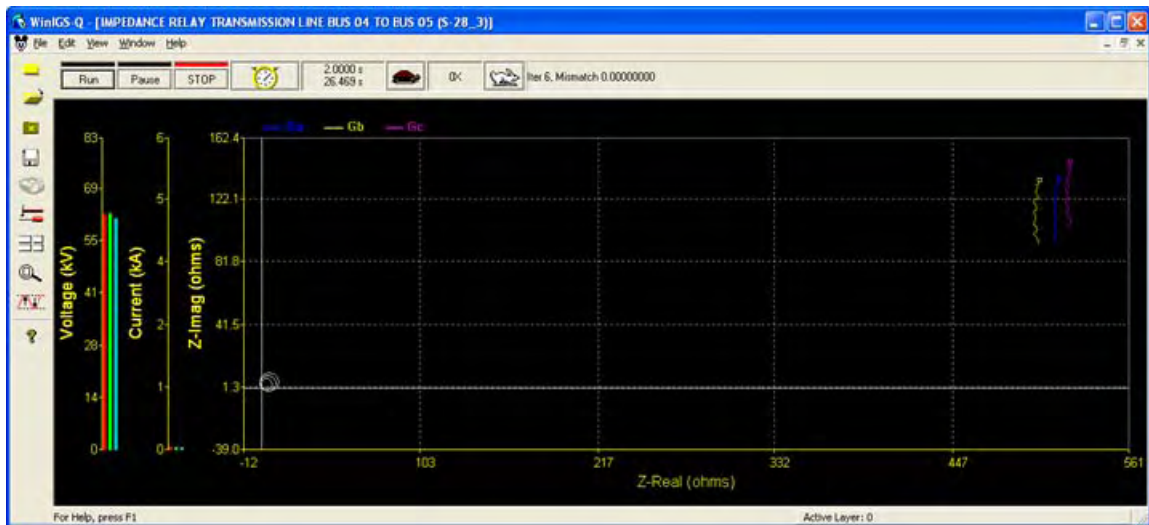 WinIGS-Q - [IMPEDANCE RELAY TRANSMISSION LINE BUS 04 TO BUS 05 (S-28_3)]
File Edit View Window Help
Run Pause STOP 2.0000 s 26.469 s Iter 6, Mismatch 0.00000000
Gb Gc
83 6 162.4
69 5 122.1
55 4 81.8
41 41.5
28 2
14 1 1.3
0 0 -39.0
Voltage (kV)
Current (kA)
Z-Imag (ohms)
-12 103 217 332 447 561
Z-Real (ohms)
For Help, press F1 Active Layer: 0